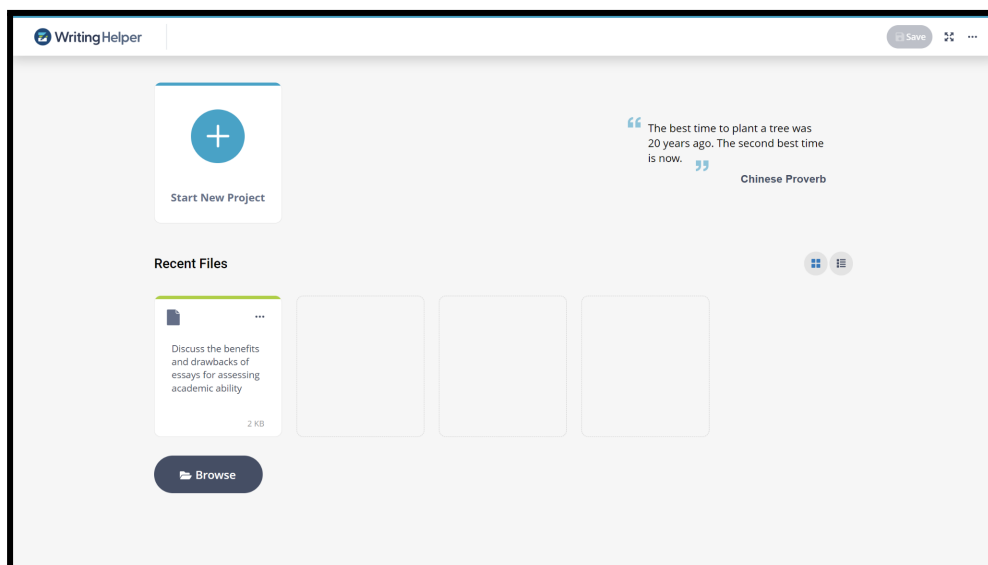 WritingHelper
Save
Start New Project
The best time to plant a tree was
20 years ago. The second best time
is now.
Chinese Proverb
Recent Files
Discuss the benefits
and drawbacks of
essays for assessing
academic ability
2 KB
Browse